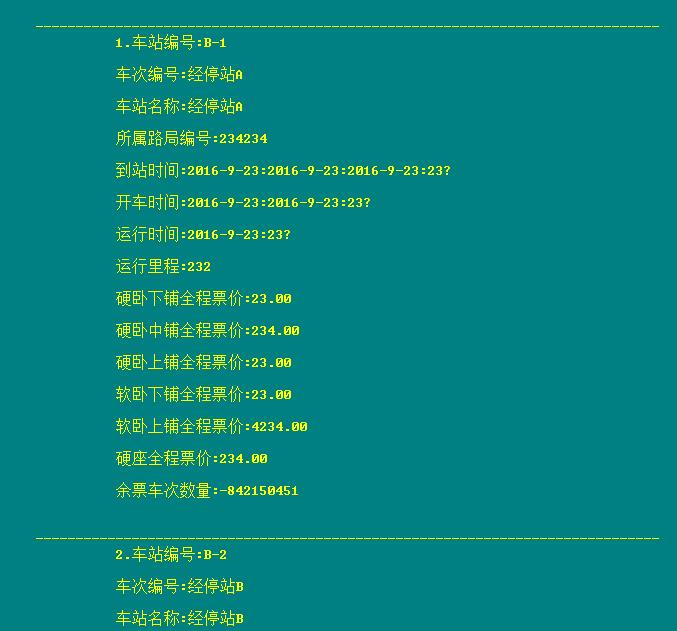 1.车站编号:B-1
车次编号:经停站A
车站名称:经停站A
所属路局编号:234234
到站时间:2016-9-23:2016-9-23:2016-9-23:23?
开车时间:2016-9-23:2016-9-23:23?
运行时间:2016-9-23:23?
运行里程:232
硬卧下铺全程票价:23.00
硬卧中铺全程票价:234.00
硬卧上铺全程票价:23.00
软卧下铺全程票价:23.00
软卧上铺全程票价:4234.00
硬座全程票价:234.00
余票车次数量:-842150451
2.车站编号:B-2
车次编号:经停站B
车站名称:经停站B